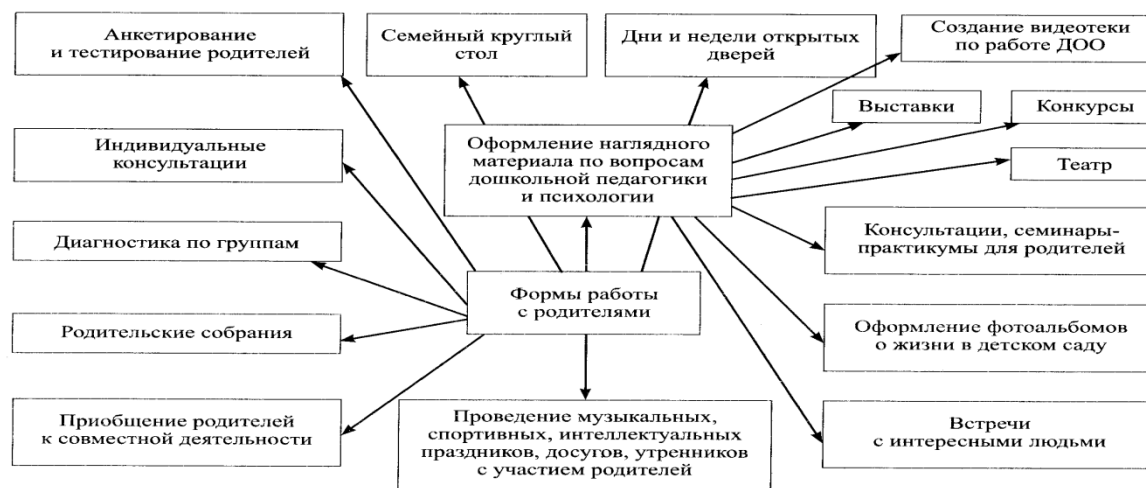 Анкетирование
и тестирование родителей
Семейный круглый
стол
Дни и недели открытых
дверей
Создание видеотеки
по работе ДОО
Выставки
Конкурсы
Театр
Индивидуальные
консультации
Оформление наглядного
материала по вопросам
дошкольной педагогики
и психологии
Диагностика по группам
Консультации, семинары-
практикумы для родителей
Формы работы
с родителями
Родительские собрания
Оформление фотоальбомов
о жизни в детском саду
Приобщение родителей
к совместной деятельности
Проведение музыкальных,
спортивных, интеллектуальных
праздников, досугов, утренников
с участием родителей
Встречи
с интересными людьми